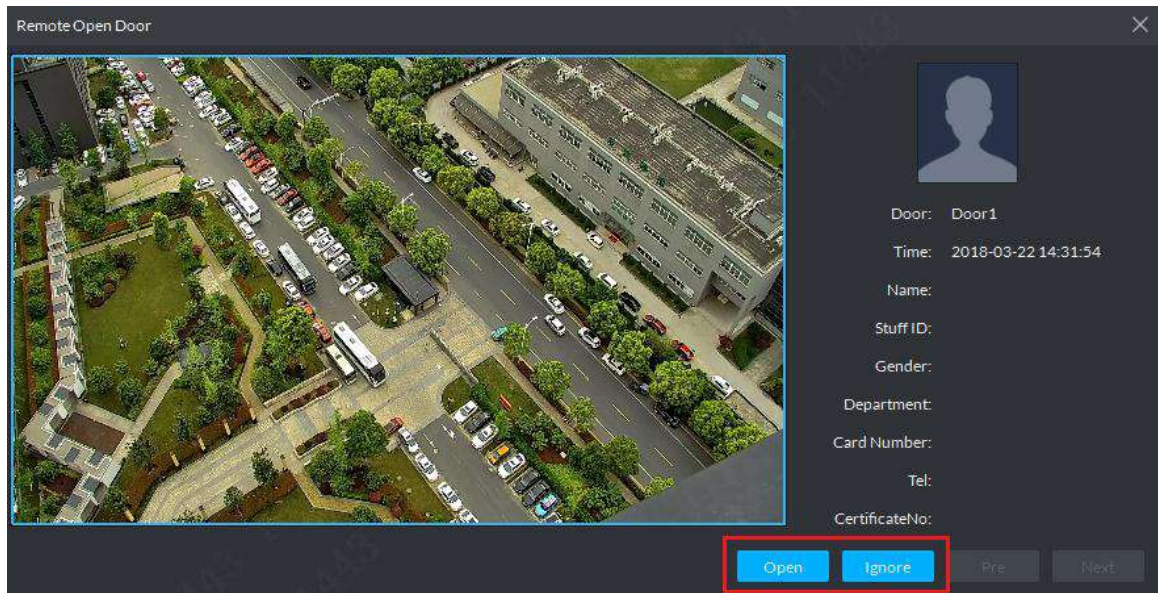 Remote Open Door
Door: Door1
Time: 2018-03-22 14:31:54
Name:
Stuff ID:
Gender:
Department:
Card Number:
Tel:
CertificateNo:
Open Ignore Pre Next